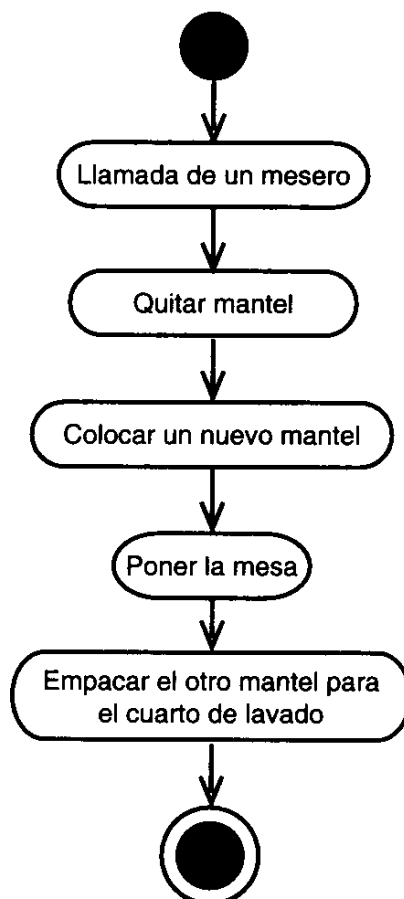 Llamada de un mesero
Quitar mantel
Colocar un nuevo mantel
Poner la mesa
Empacar el otro mantel para
el cuarto de lavado